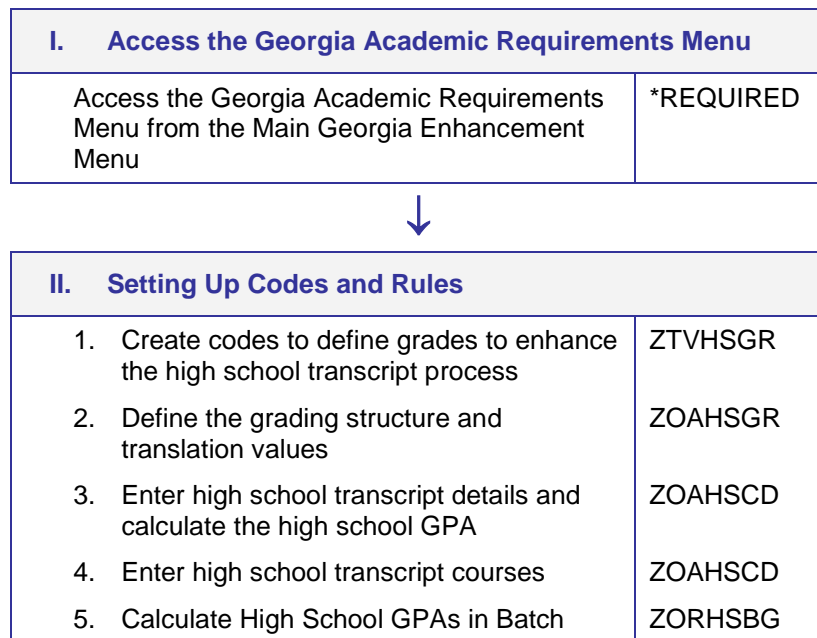 I. Access the Georgia Academic Requirements Menu
Access the Georgia Academic Requirements *REQUIRED
Menu from the Main Georgia Enhancement
Menu
↓
II. Setting Up Codes and Rules
1. Create codes to define grades to enhance ZTVHSGR
the high school transcript process
2. Define the grading structure and ZOAHSGR
translation values
3. Enter high school transcript details and ZOAHSCD
calculate the high school GPA
4. Enter high school transcript courses ZOAHSCD
5. Calculate High School GPAs in Batch ZORHSBG